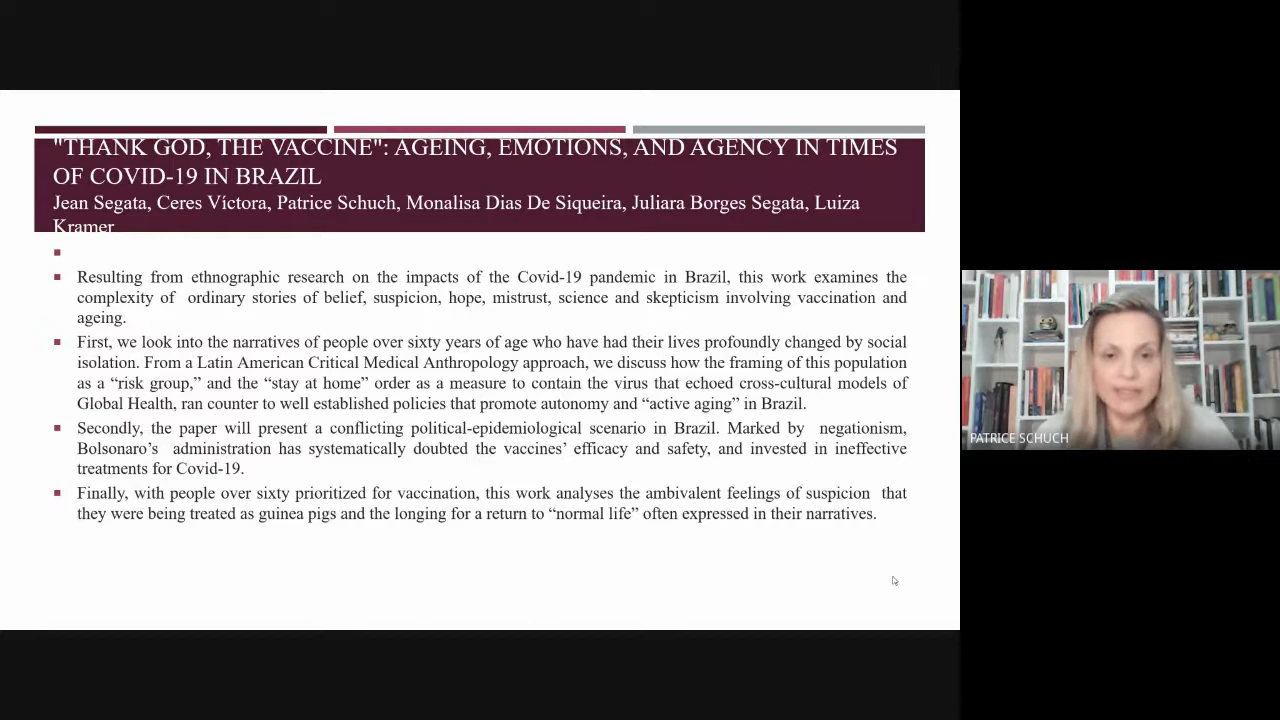 "THANK GOD, THE VACCINE": AGEING, EMOTIONS, AND AGENCY IN TIMES
OF COVID-19 IN BRAZIL
Jean Segata, Ceres Víctora, Patrice Schuch, Monalisa Dias De Siqueira, Juliara Borges Segata, Luiza
Kramer
Resulting from ethnographic research on the impacts of the Covid-19 pandemic in Brazil, this work examines the
complexity of ordinary stories of belief, suspicion, hope, mistrust, science and skepticism involving vaccination and
ageing.
First, we look into the narratives of people over sixty years of age who have had their lives profoundly changed by social
isolation. From a Latin American Critical Medical Anthropology approach, we discuss how the framing of this population
as a “risk group,” and the “stay at home” order as a measure to contain the virus that echoed cross-cultural models of
Global Health, ran counter to well established policies that promote autonomy and “active aging” in Brazil.
Secondly, the paper will present a conflicting political-epidemiological scenario in Brazil. Marked by negationism,
Bolsonaro’s administration has systematically doubted the vaccines’ efficacy and safety, and invested in ineffective
treatments for Covid-19.
Finally, with people over sixty prioritized for vaccination, this work analyses the ambivalent feelings of suspicion that
they were being treated as guinea pigs and the longing for a return to “normal life” often expressed in their narratives.
PATRICE SCHUCH